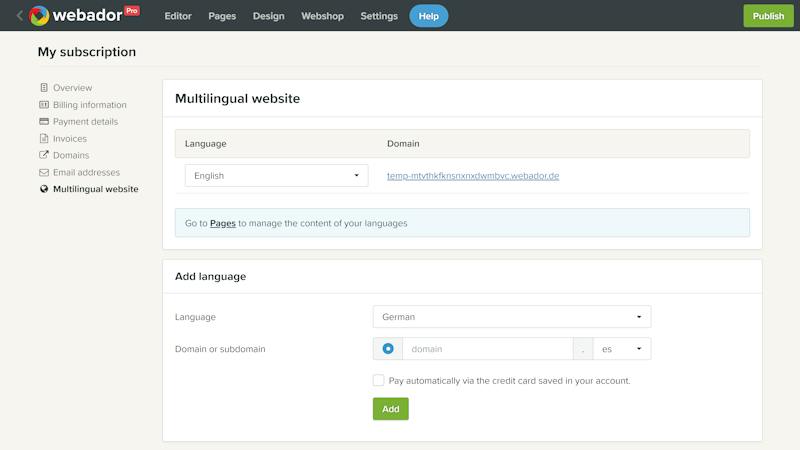 webador Pro
Editor Pages Design Webshop Settings Help Publish
My subscription
Overview
Billing information
Payment details
Invoices
Domains
Email addresses
Multilingual website
Multilingual website
Language Domain
English temp-mtvthkfknsnxnxdwmbvc.webador.de
Go to Pages to manage the content of your languages
Add language
Language German
Domain or subdomain domain . es
Pay automatically via the credit card saved in your account.
Add